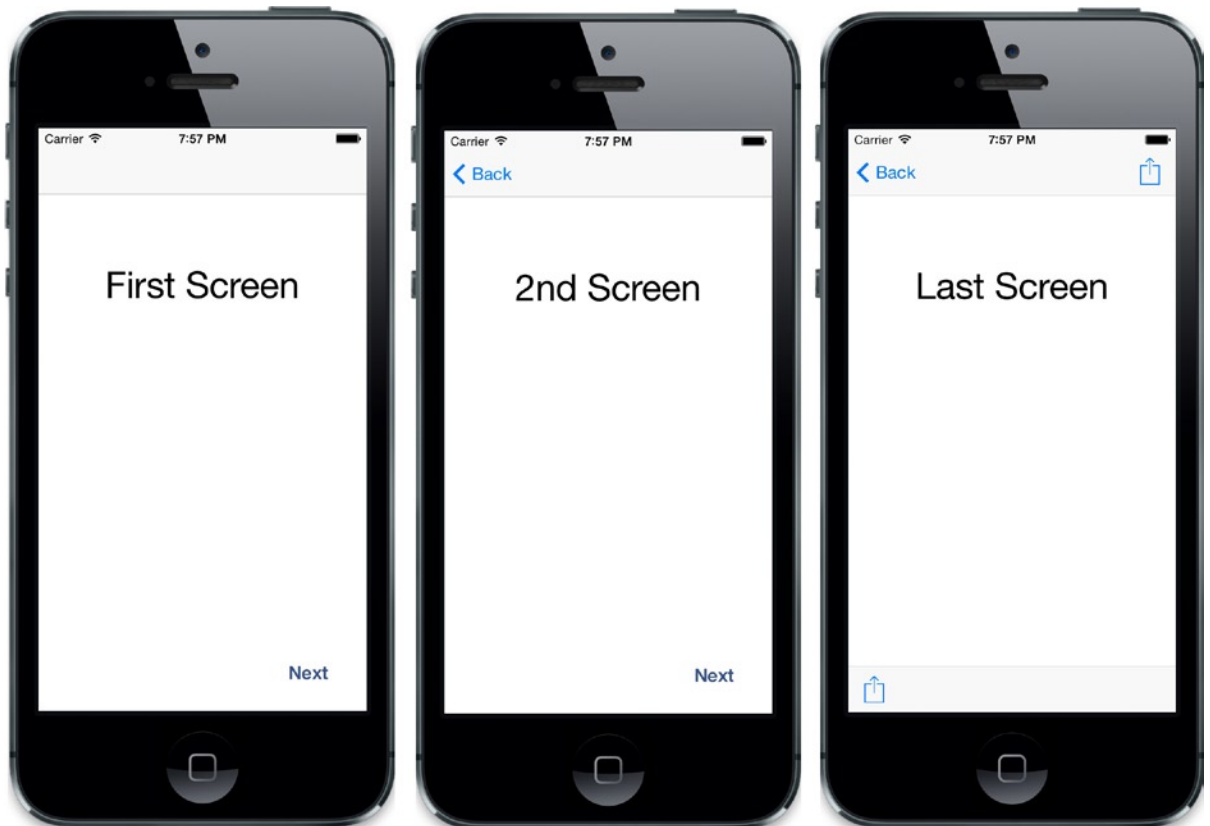 Carrier 7:57 PM
First Screen
Next
Carrier 7:57 PM
Back
2nd Screen
Next
Carrier 7:57 PM
Back
Last Screen